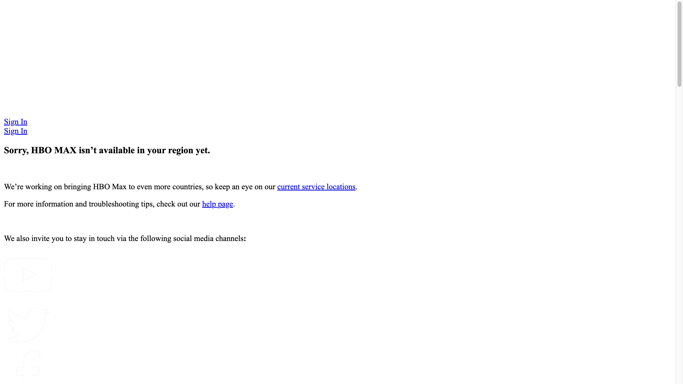 Sign In
Sign In
Sorry, HBO MAX isn’t available in your region yet.
We’re working on bringing HBO Max to even more countries, so keep an eye on our current service locations.
For more information and troubleshooting tips, check out our help page.
We also invite you to stay in touch via the following social media channels: